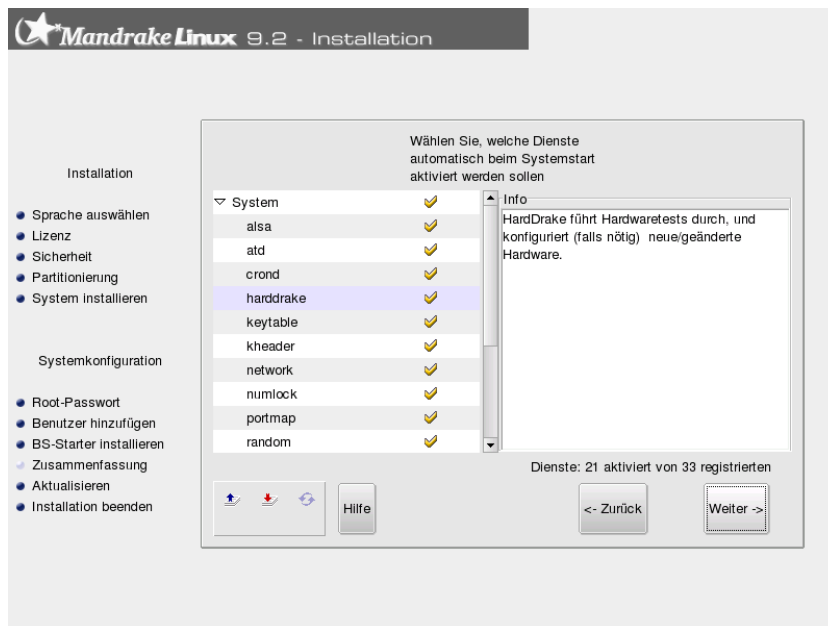 Mandrake Linux 9.2 - Installation
Installation
Sprache auswählen
Lizenz
Sicherheit
Partitionierung
System installieren
Systemkonfiguration
Root-Passwort
Benutzer hinzufügen
BS-Starter installieren
Zusammenfassung
Aktualisieren
Installation beenden
Wählen Sie, welche Dienste
automatisch beim Systemstart
aktiviert werden sollen
System
alsa
atd
crond
harddrake
keytable
kheader
network
numlock
portmap
random
Info
HardDrake führt Hardwaretests durch, und
konfiguriert (falls nötig) neue/geänderte
Hardware.
Dienste: 21 aktiviert von 33 registrierten
Hilfe
<- Zurück
Weiter ->